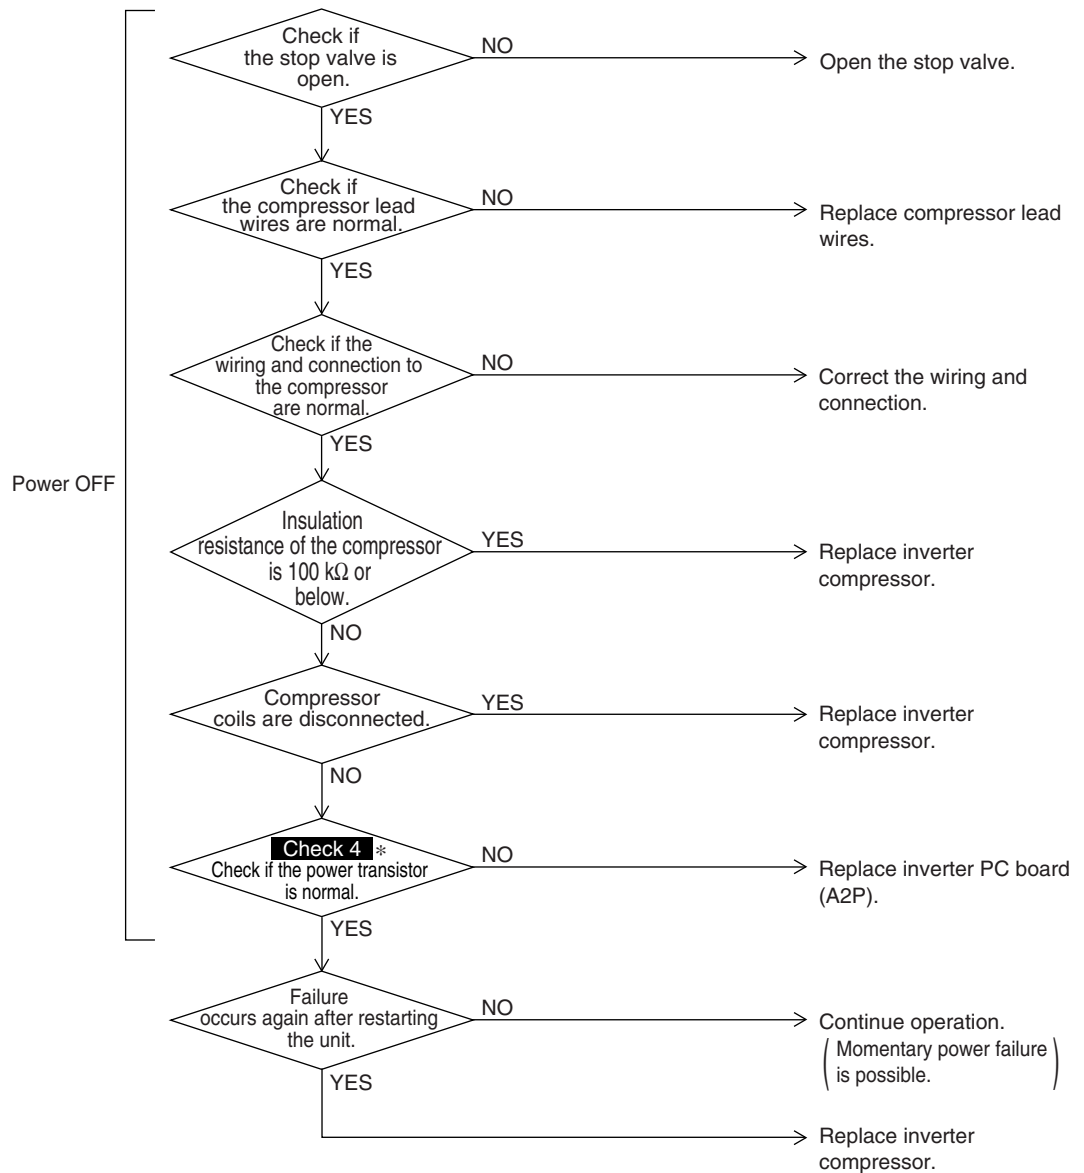 Check if
the stop valve is
open.
NO
Open the stop valve.
YES
Check if
the compressor lead
wires are normal.
NO
Replace compressor lead
wires.
YES
Check if the
wiring and connection to
the compressor
are normal.
NO
Correct the wiring and
connection.
YES
Power OFF
Insulation
resistance of the compressor
is 100 kΩ or
below.
YES
Replace inverter
compressor.
NO
Compressor
coils are disconnected.
YES
Replace inverter
compressor.
NO
Check 4 *
Check if the power transistor
is normal.
NO
Replace inverter PC board
(A2P).
YES
Failure
occurs again after restarting
the unit.
NO
Continue operation.
(Momentary power failure
is possible.)
YES
Replace inverter
compressor.